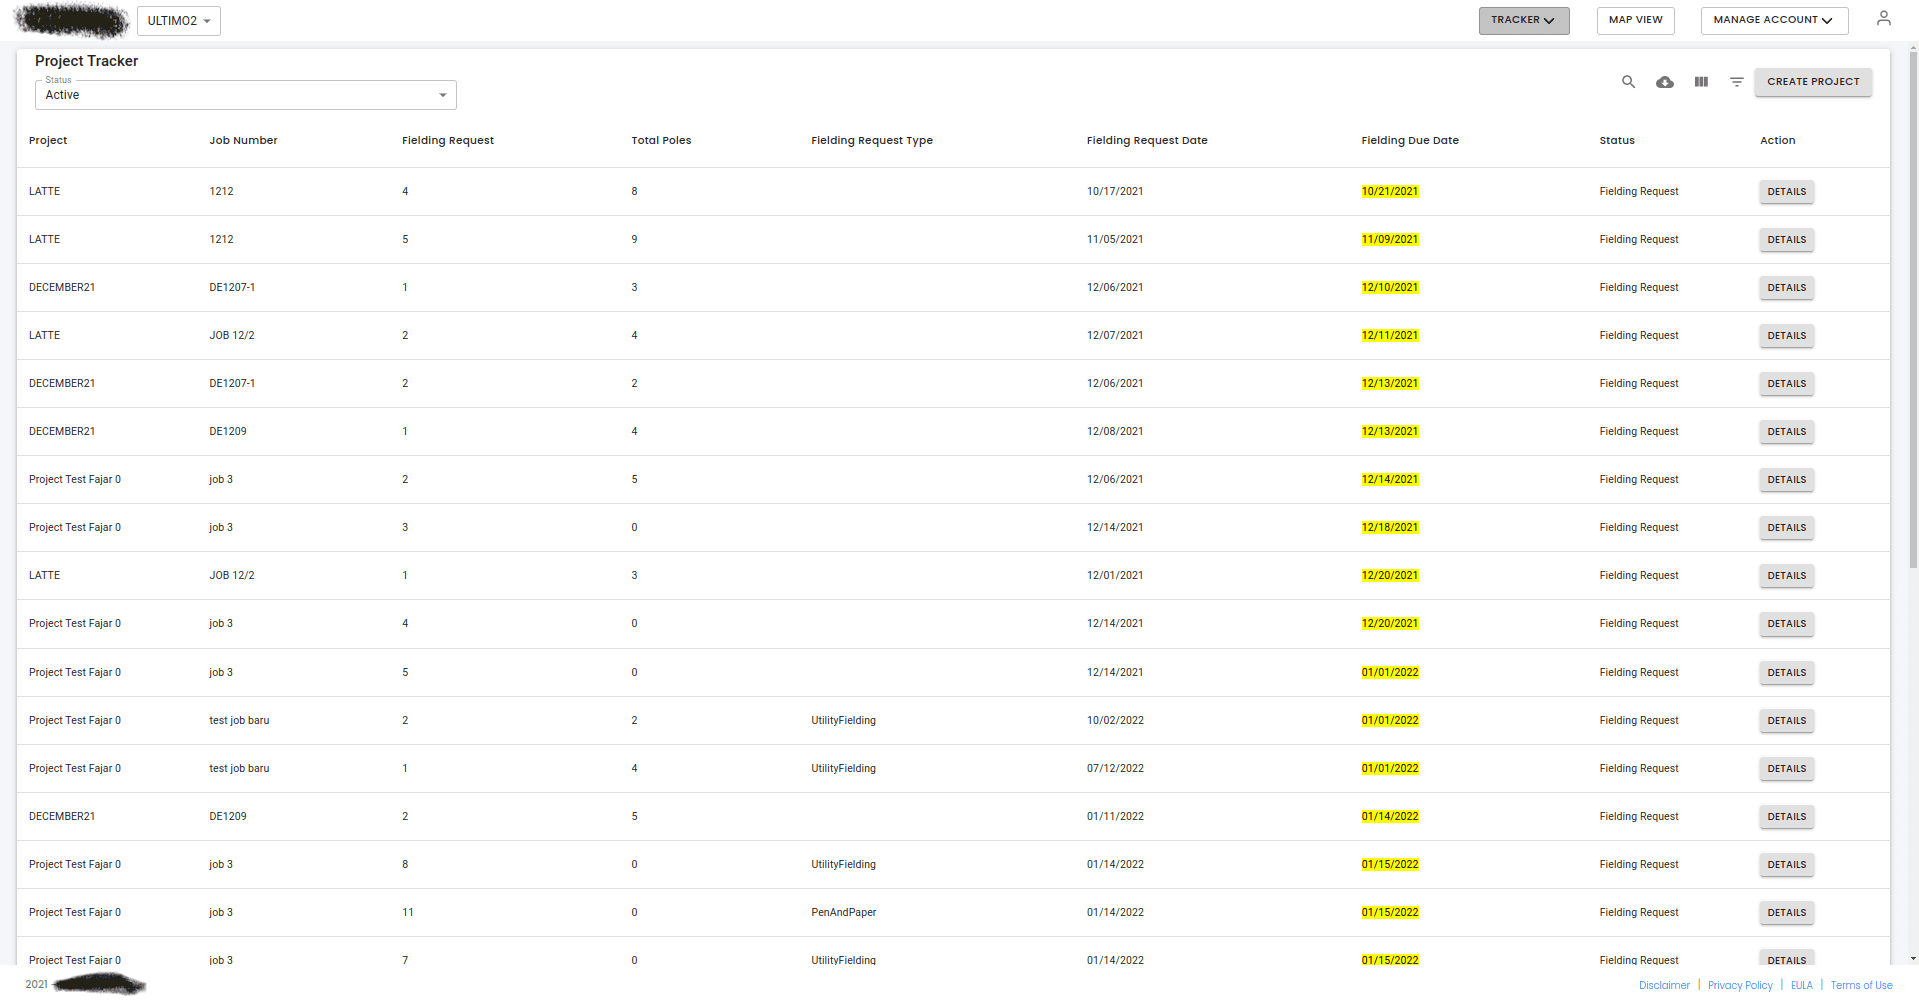 ULTIMO2
TRACKER
MAP VIEW
MANAGE ACCOUNT
Project Tracker
Status
Active
CREATE PROJECT
Project Job Number Fielding Request Total Poles Fielding Request Type Fielding Request Date Fielding Due Date Status Action
LATTE 1212 4 8 10/17/2021 10/21/2021 Fielding Request DETAILS
LATTE 1212 5 9 11/05/2021 11/09/2021 Fielding Request DETAILS
DECEMBER21 DE1207-1 1 3 12/06/2021 12/10/2021 Fielding Request DETAILS
LATTE JOB 12/2 2 4 12/07/2021 12/11/2021 Fielding Request DETAILS
DECEMBER21 DE1207-1 2 2 12/06/2021 12/13/2021 Fielding Request DETAILS
DECEMBER21 DE1209 1 4 12/08/2021 12/13/2021 Fielding Request DETAILS
Project Test Fajar 0 job 3 2 5 12/06/2021 12/14/2021 Fielding Request DETAILS
Project Test Fajar 0 job 3 3 0 12/14/2021 12/18/2021 Fielding Request DETAILS
LATTE JOB 12/2 1 3 12/01/2021 12/20/2021 Fielding Request DETAILS
Project Test Fajar 0 job 3 4 0 12/14/2021 12/20/2021 Fielding Request DETAILS
Project Test Fajar 0 job 3 5 0 12/14/2021 01/01/2022 Fielding Request DETAILS
Project Test Fajar 0 test job baru 2 2 UtilityFielding 10/02/2022 01/01/2022 Fielding Request DETAILS
Project Test Fajar 0 test job baru 1 4 UtilityFielding 07/12/2022 01/01/2022 Fielding Request DETAILS
DECEMBER21 DE1209 2 5 01/11/2022 01/14/2022 Fielding Request DETAILS
Project Test Fajar 0 job 3 8 0 UtilityFielding 01/14/2022 01/15/2022 Fielding Request DETAILS
Project Test Fajar 0 job 3 11 0 PenAndPaper 01/14/2022 01/15/2022 Fielding Request DETAILS
Project Test Fajar 0 job 3 7 0 UtilityFielding 01/14/2022 01/15/2022 Fielding Request DETAILS
2021
Disclaimer | Privacy Policy | EULA | Terms of Use